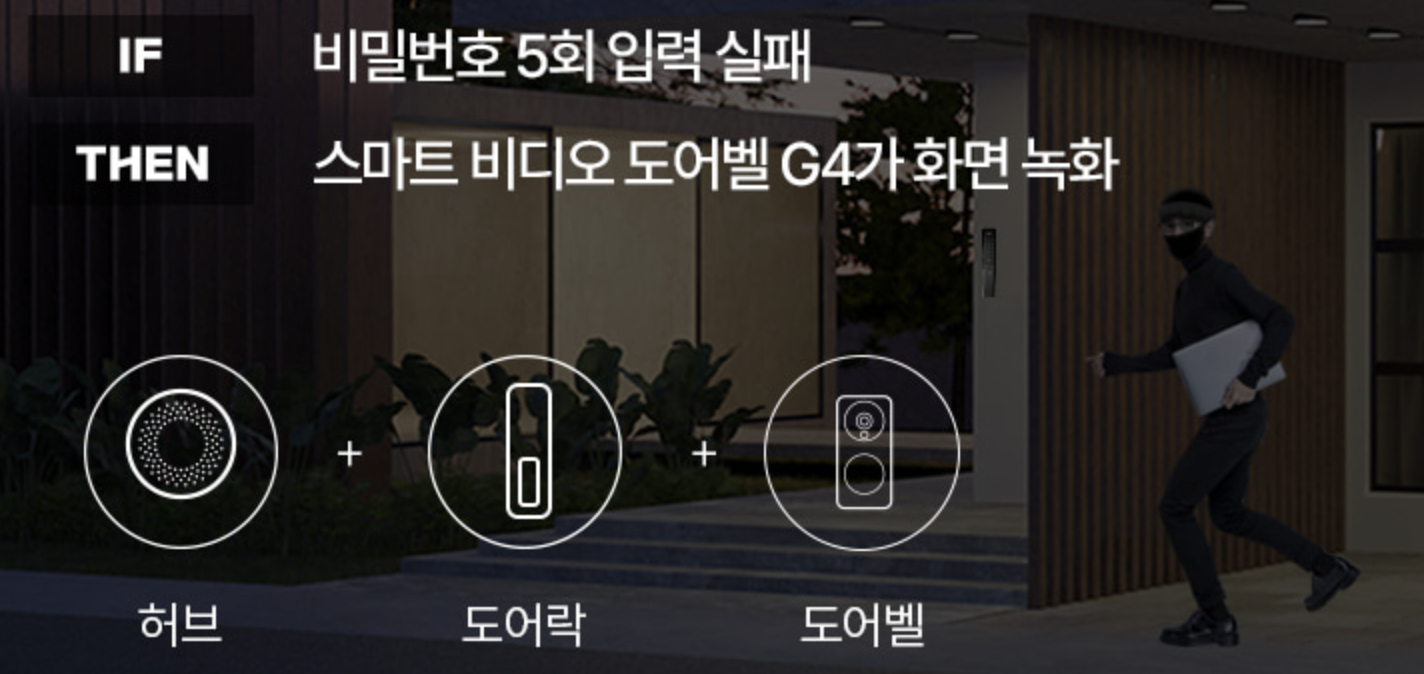 IF 비밀번호 5회 입력 실패
THEN 스마트 비디오 도어벨 G4가 화면 녹화
허브 + 도어락 + 도어벨